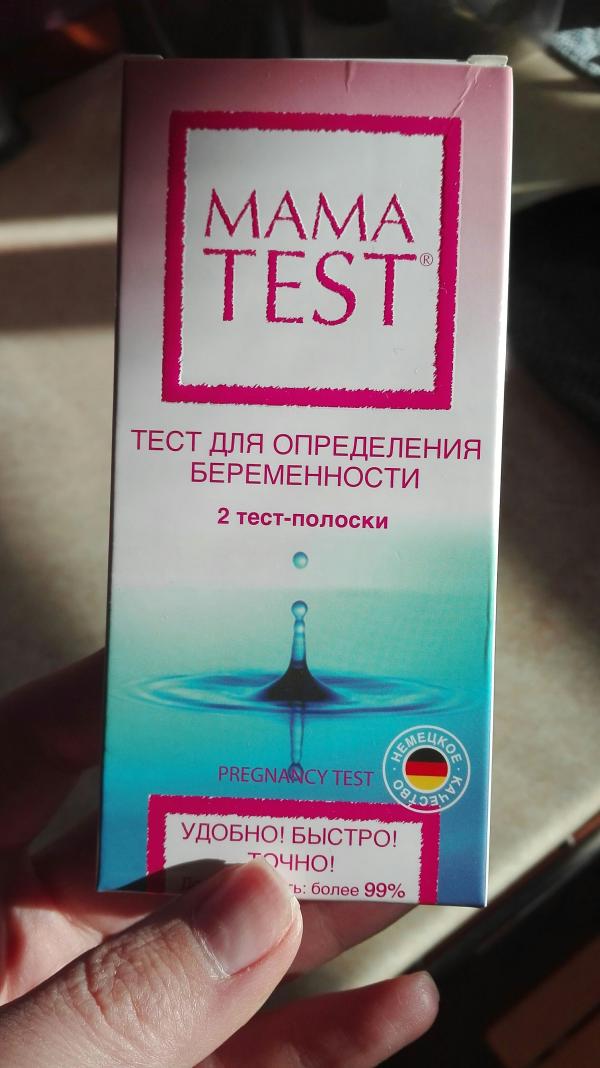 MAMA
TEST®
ТЕСТ ДЛЯ ОПРЕДЕЛЕНИЯ
БЕРЕМЕННОСТИ
2 тест-полоски
PREGNANCY TEST
НЕМЕЦКОЕ · КАЧЕСТВО ·
УДОБНО! БЫСТРО!
ТОЧНО!
более 99%